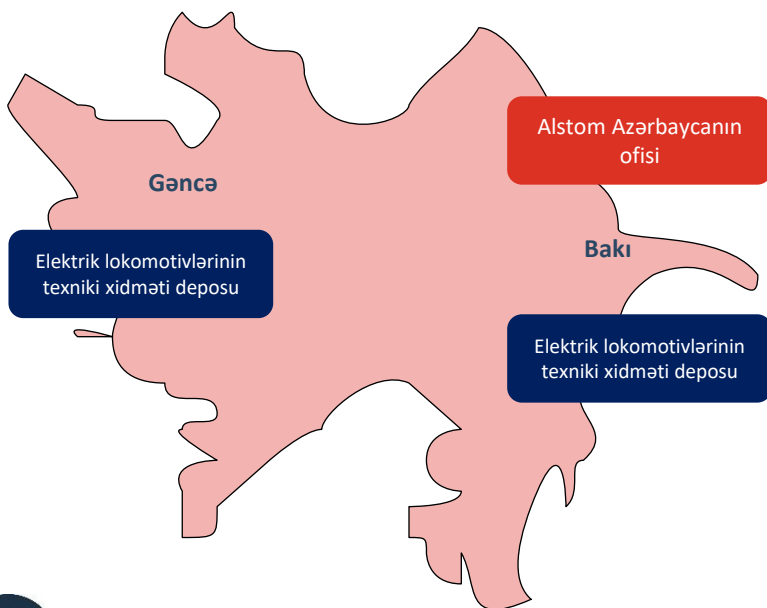 Alstom Azərbaycanın
ofisi
Gəncə
Bakı
Elektrik lokomotivlərinin
texniki xidməti deposu
Elektrik lokomotivlərinin
texniki xidməti deposu